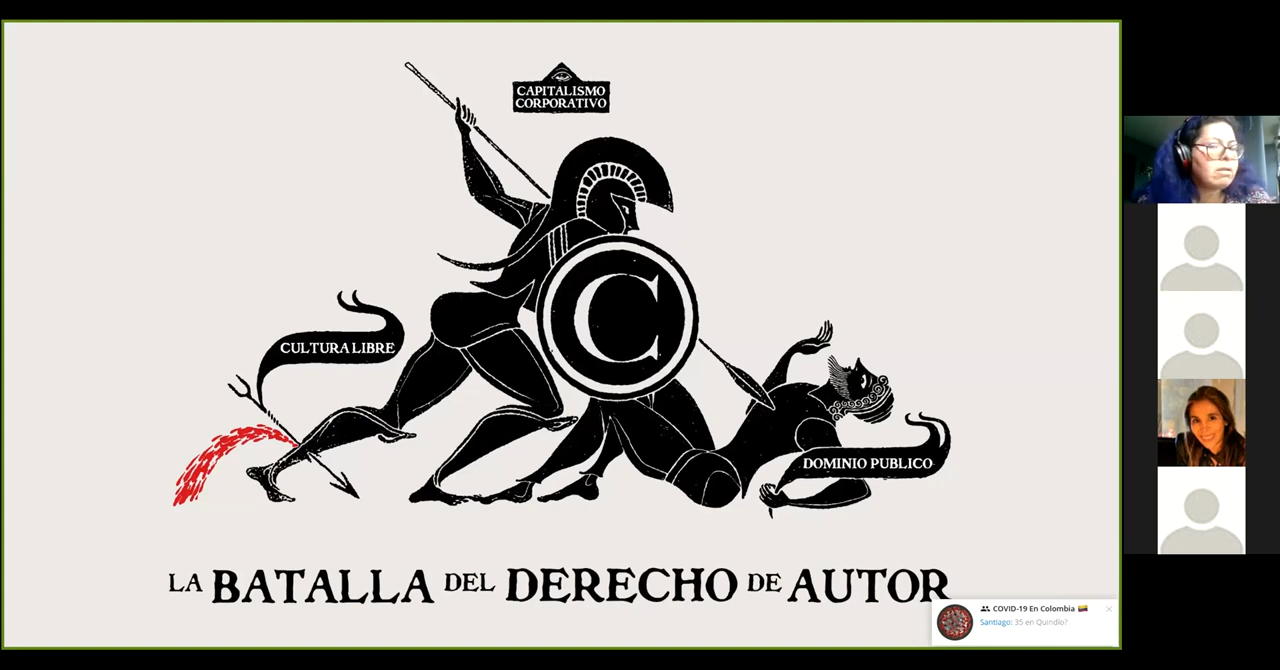 CAPITALISMO
CORPORATIVO
C
CULTURA LIBRE
DOMINIO PUBLICO
LA BATALLA DEL DERECHO DE AUTOR
COVID-19 En Colombia
Santiago: 35 en Quindío?